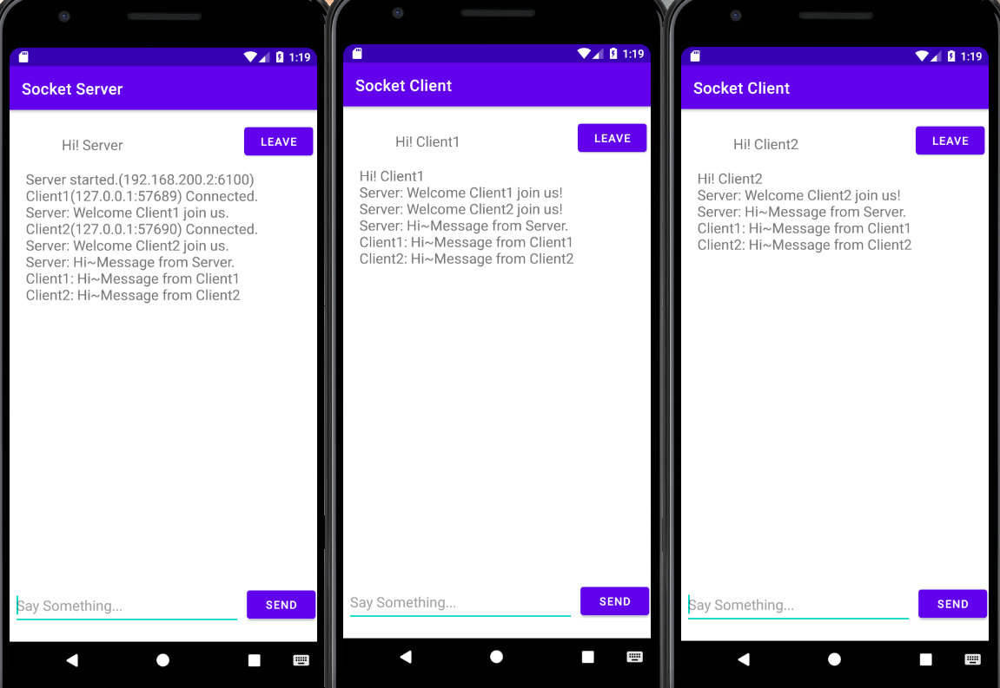 1:19
Socket Server
Hi! Server
LEAVE
Server started.(192.168.200.2:6100)
Client1(127.0.0.1:57689) Connected.
Server: Welcome Client1 join us.
Client2(127.0.0.1:57690) Connected.
Server: Welcome Client2 join us.
Server: Hi~Message from Server.
Client1: Hi~Message from Client1
Client2: Hi~Message from Client2
Say Something...
SEND
1:19
Socket Client
Hi! Client1
LEAVE
Hi! Client1
Server: Welcome Client1 join us!
Server: Welcome Client2 join us!
Server: Hi~Message from Server.
Client1: Hi~Message from Client1
Client2: Hi~Message from Client2
Say Something...
SEND
1:19
Socket Client
Hi! Client2
LEAVE
Hi! Client2
Server: Welcome Client2 join us!
Server: Hi~Message from Server.
Client1: Hi~Message from Client1
Client2: Hi~Message from Client2
Say Something...
SEND